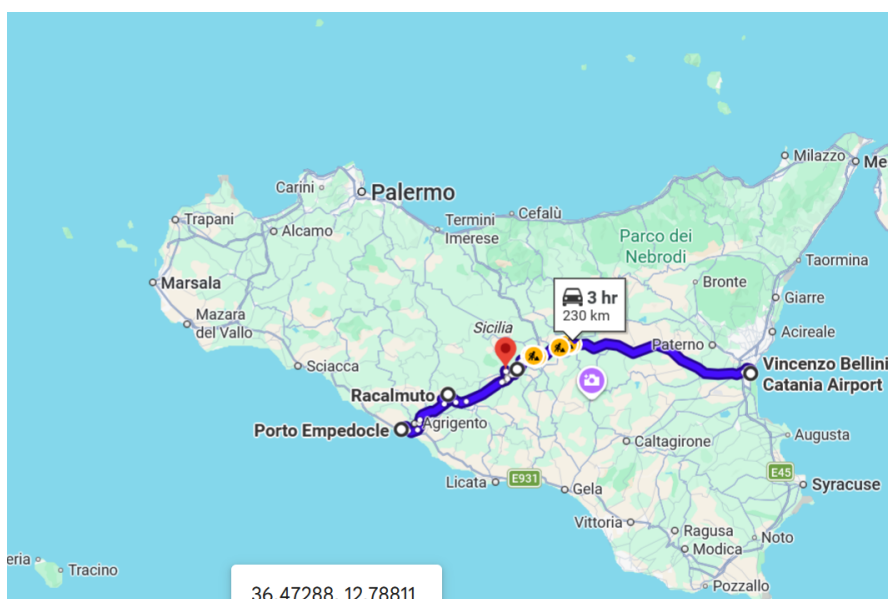 Milazzo
Me
Carini
Palermo
Trapani
Alcamo
Termini
Imerese
Cefalù
Parco dei
Nebrodi
Taormina
Marsala
Bronte
Giarre
3 hr
230 km
Mazara
del Vallo
Sicilia
Acireale
Paterno
Sciacca
Vincenzo Bellini
Catania Airport
Racalmuto
Porto Empedocle
Agrigento
Caltagirone
Augusta
Licata
E931
Gela
E45
Syracuse
Vittoria
Ragusa
Noto
Modica
eria
Tracino
Pozzallo
36.47288, 12.78811